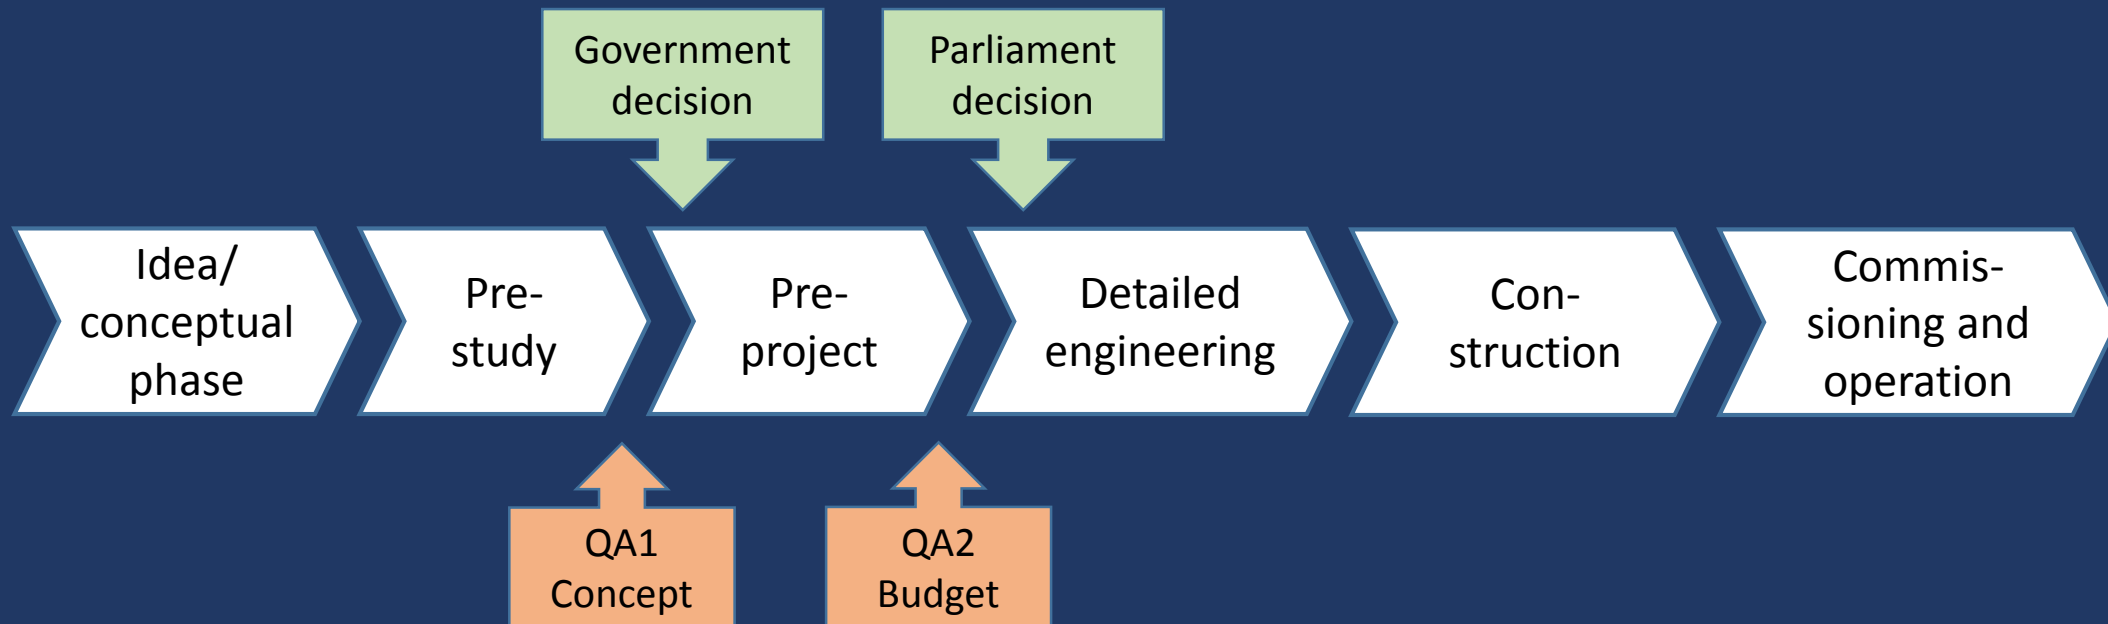 Government
decision
Parliament
decision
Idea/
conceptual
phase
Pre-
study
Pre-
project
Detailed
engineering
Con-
struction
Commis-
sioning and
operation
QA1
Concept
QA2
Budget